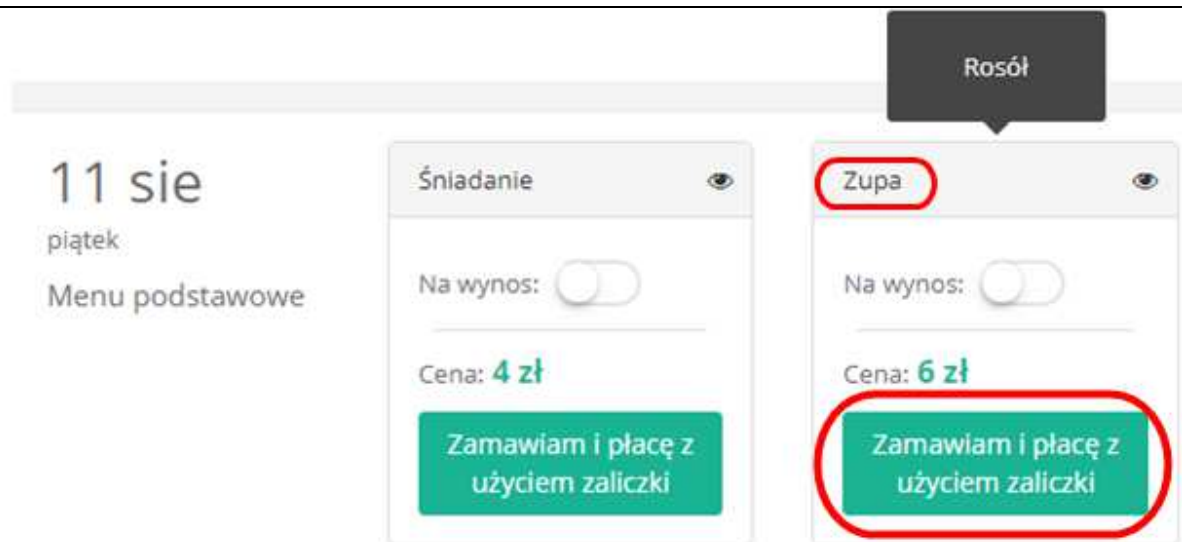 Rosół
11 sie
piątek
Menu podstawowe
Śniadanie
Na wynos:
Cena: 4 zł
Zamawiam i płacę z
użyciem zaliczki
Zupa
Na wynos:
Cena: 6 zł
Zamawiam i płacę z
użyciem zaliczki